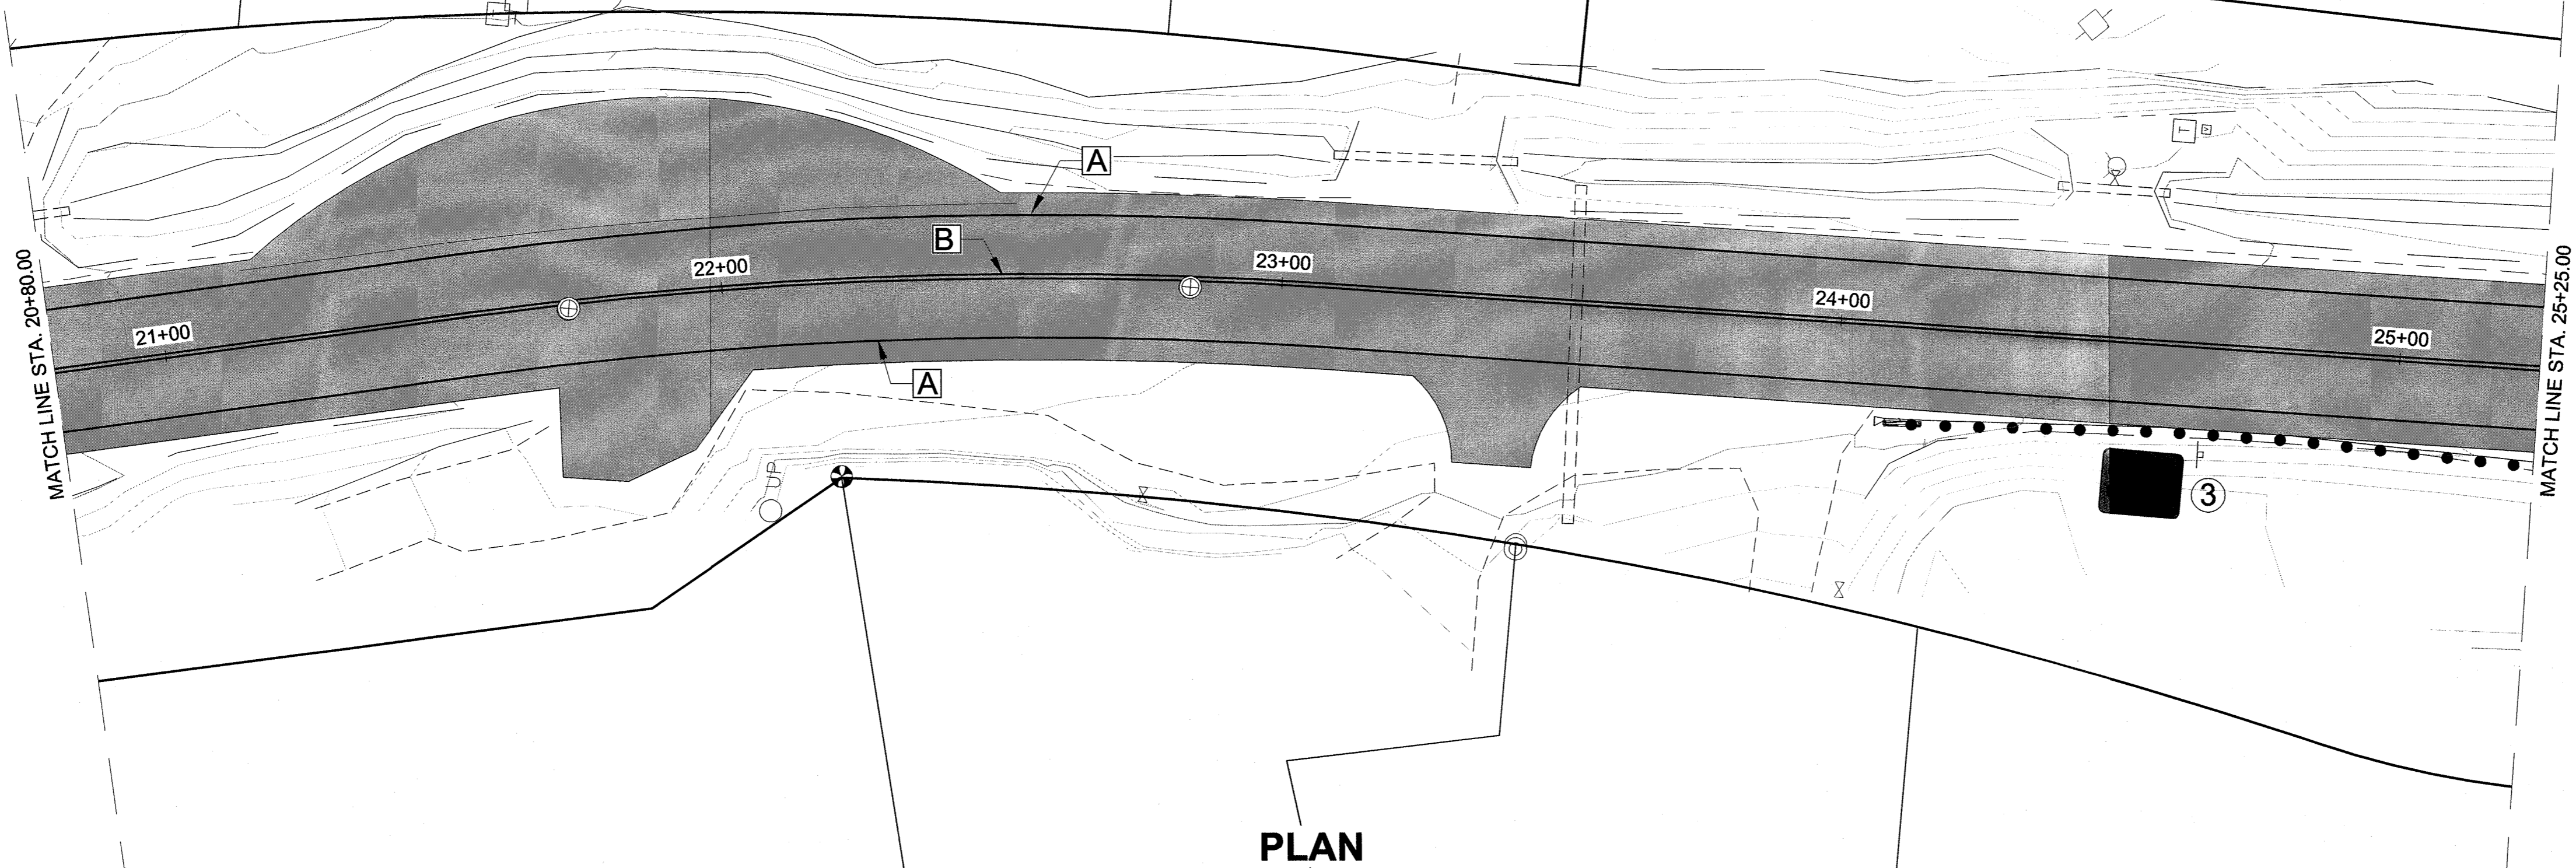 MATCH LINE STA. 20+80.00
21+00
22+00
B
A
A
23+00
24+00
25+00
T
3
MATCH LINE STA. 25+25.00
PLAN